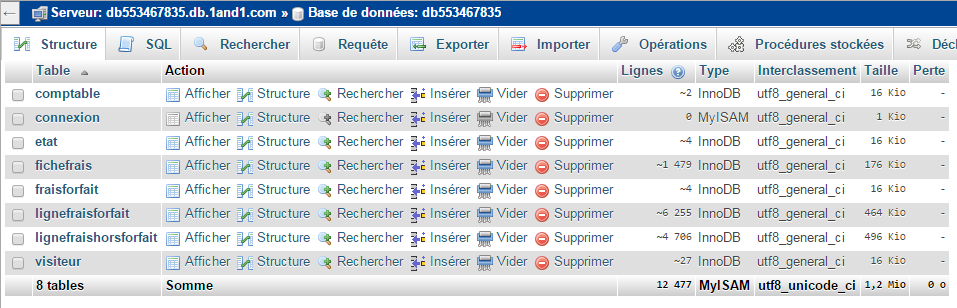 Serveur: db553467835.db.1and1.com » Base de données: db553467835
Structure SQL Rechercher Requête Exporter Importer Opérations Procédures stockées Décl
Table Action Lignes Type Interclassement Taille Perte
comptable Afficher Structure Rechercher Insérer Vider Supprimer ~2 InnoDB utf8_general_ci 16 Kio -
connexion Afficher Structure Rechercher Insérer Vider Supprimer 0 MyISAM utf8_general_ci 1 Kio -
etat Afficher Structure Rechercher Insérer Vider Supprimer ~4 InnoDB utf8_general_ci 16 Kio -
fichefrais Afficher Structure Rechercher Insérer Vider Supprimer ~1 479 InnoDB utf8_general_ci 176 Kio -
fraisforfait Afficher Structure Rechercher Insérer Vider Supprimer ~4 InnoDB utf8_general_ci 16 Kio -
lignefraisforfait Afficher Structure Rechercher Insérer Vider Supprimer ~6 255 InnoDB utf8_general_ci 464 Kio -
lignefraishorsforfait Afficher Structure Rechercher Insérer Vider Supprimer ~4 706 InnoDB utf8_general_ci 496 Kio -
visiteur Afficher Structure Rechercher Insérer Vider Supprimer ~27 InnoDB utf8_general_ci 16 Kio -
8 tables Somme 12 477 MyISAM utf8_unicode_ci 1,2 Mio 0 o